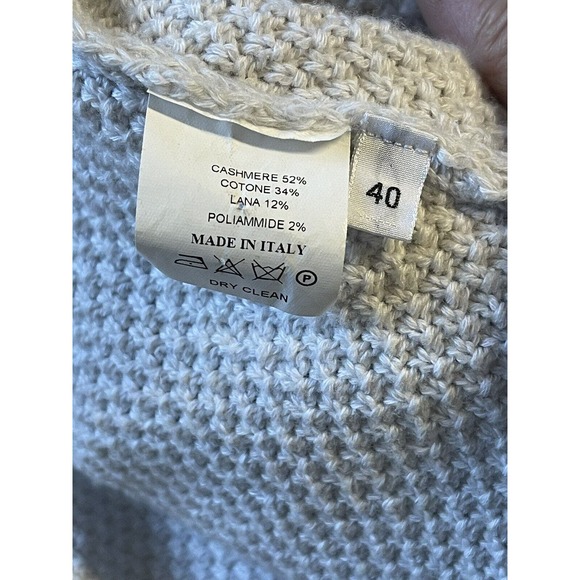 CASHMERE 52%
COTONE 34%
LANA 12%
POLIAMMIDE 2%
MADE IN ITALY
P
DRY CLEAN
40